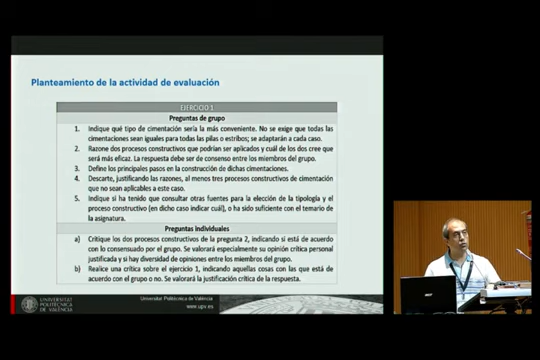 Planteamiento de la actividad de evaluación
EJERCICIO 1
Preguntas de grupo
1. Indique qué tipo de cimentación sería la más conveniente. No se exige que todas las
cimentaciones sean iguales para todas las pilas o estribos; se adaptarán a cada caso.
2. Razone dos procesos constructivos que podrían ser aplicados y cuál de los dos cree que
será más eficaz. La respuesta debe ser de consenso entre los miembros del grupo.
3. Define los principales pasos en la construcción de dichas cimentaciones.
4. Descarte, justificando las razones, al menos tres procesos constructivos de cimentación
que no sean aplicables a este caso.
5. Indique si ha tenido que consultar otras fuentes para la elección de la tipología y el
proceso constructivo (en dicho caso indicar cuál), o ha sido suficiente con el temario de
la asignatura.
Preguntas individuales
a) Critique los dos procesos constructivos de la pregunta 2, indicando si está de acuerdo
con lo consensuado por el grupo. Se valorará especialmente su opinión crítica personal
justificada y si hay diversidad de opiniones entre los miembros del grupo.
b) Realice una crítica sobre el ejercicio 1, indicando aquellas cosas con las que está de
acuerdo con el grupo o no. Se valorará la justificación crítica de la respuesta.
UNIVERSITAT
POLITÈCNICA
DE VALÈNCIA
Universitat Politècnica de València
www.upv.es